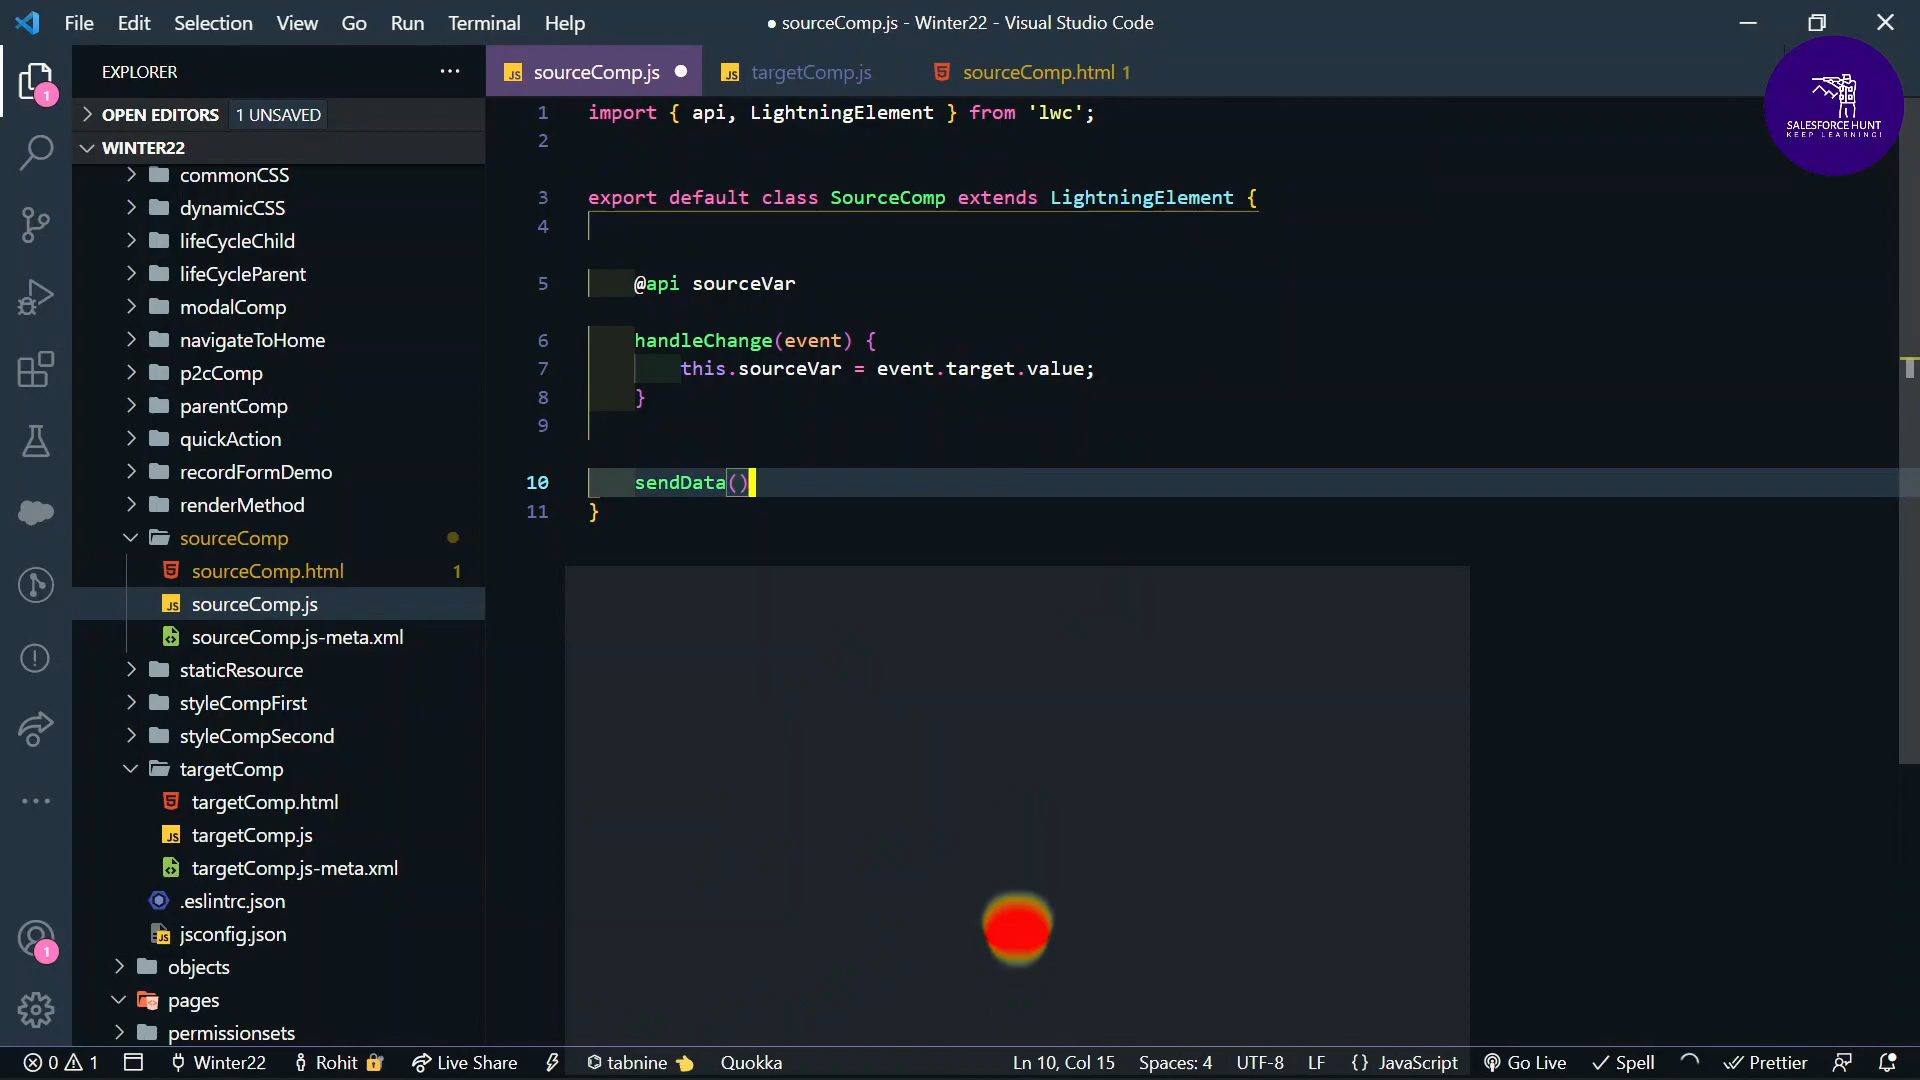 File Edit Selection View Go Run Terminal Help
● sourceComp.js - Winter22 - Visual Studio Code
EXPLORER
OPEN EDITORS 1 UNSAVED
WINTER22
commonCSS
dynamicCSS
lifeCycleChild
lifeCycleParent
modalComp
navigateToHome
p2cComp
parentComp
quickAction
recordFormDemo
renderMethod
sourceComp
sourceComp.html 1
sourceComp.js
sourceComp.js-meta.xml
staticResource
styleCompFirst
styleCompSecond
targetComp
targetComp.html
targetComp.js
targetComp.js-meta.xml
.eslintrc.json
jsconfig.json
objects
pages
permissionsets
1
1
sourceComp.js
targetComp.js
sourceComp.html 1
SALESFORCE HUNT
KEEP LEARNING!
1 import { api, LightningElement } from 'lwc';
2
3 export default class SourceComp extends LightningElement {
4
5 @api sourceVar
6 handleChange(event) {
7 this.sourceVar = event.target.value;
8 }
9
10 sendData()
11 }
0 1 Winter22 Rohit Live Share tabnine Quokka Ln 10, Col 15 Spaces: 4 UTF-8 LF {} JavaScript Go Live Spell Prettier